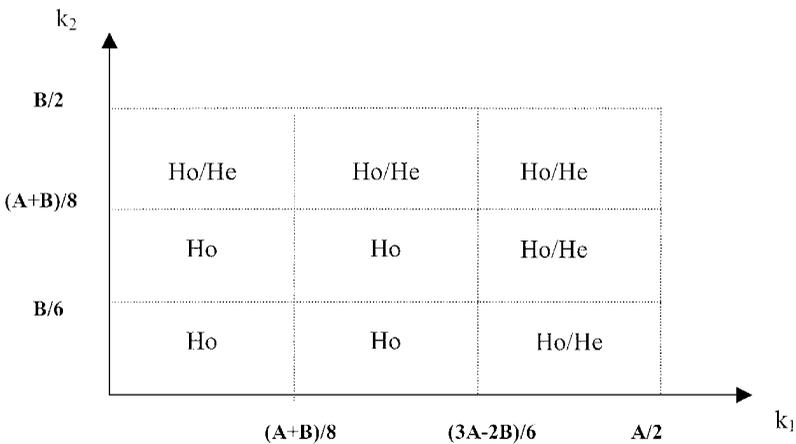 k₂
B/2
Ho/He Ho/He Ho/He
(A+B)/8
Ho Ho Ho/He
B/6
Ho Ho Ho/He
(A+B)/8 (3A-2B)/6 A/2 k₁